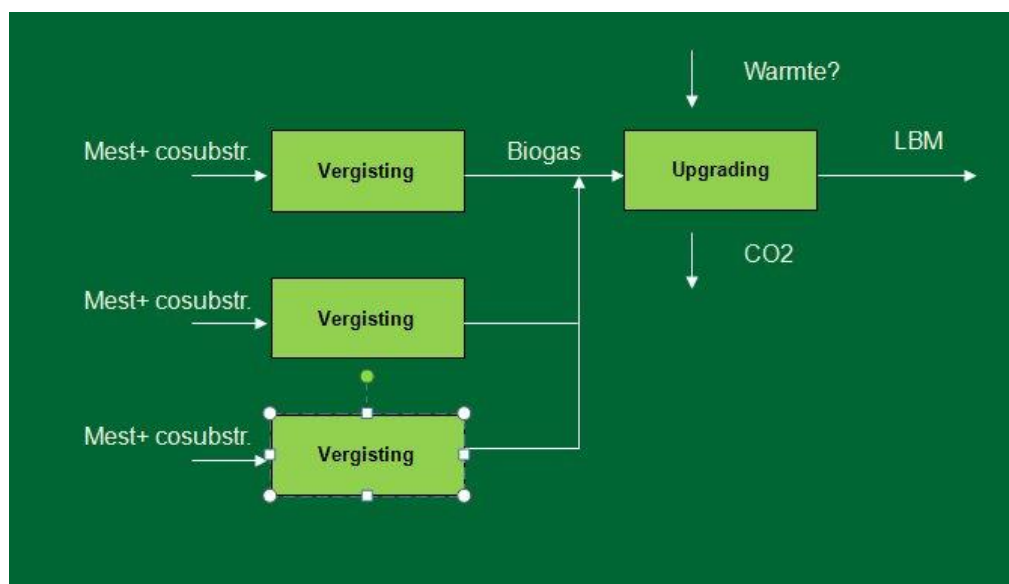 Warmte?
Mest+ cosubstr.
Vergisting
Biogas
Upgrading
LBM
CO2
Mest+ cosubstr.
Vergisting
Mest+ cosubstr.
Vergisting